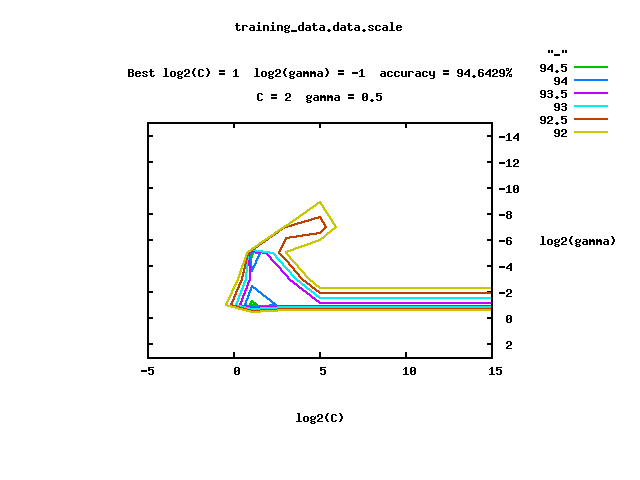 training_data.data.scale
"_"
Best log2(C) = 1  log2(gamma) = -1  accuracy = 94.6429%
94.5
94
C = 2  gamma = 0.5
93.5
93
92.5
92
-14
-12
-10
-8
-6
log2(gamma)
-4
-2
0
2
-5 0 5 10 15
log2(C)